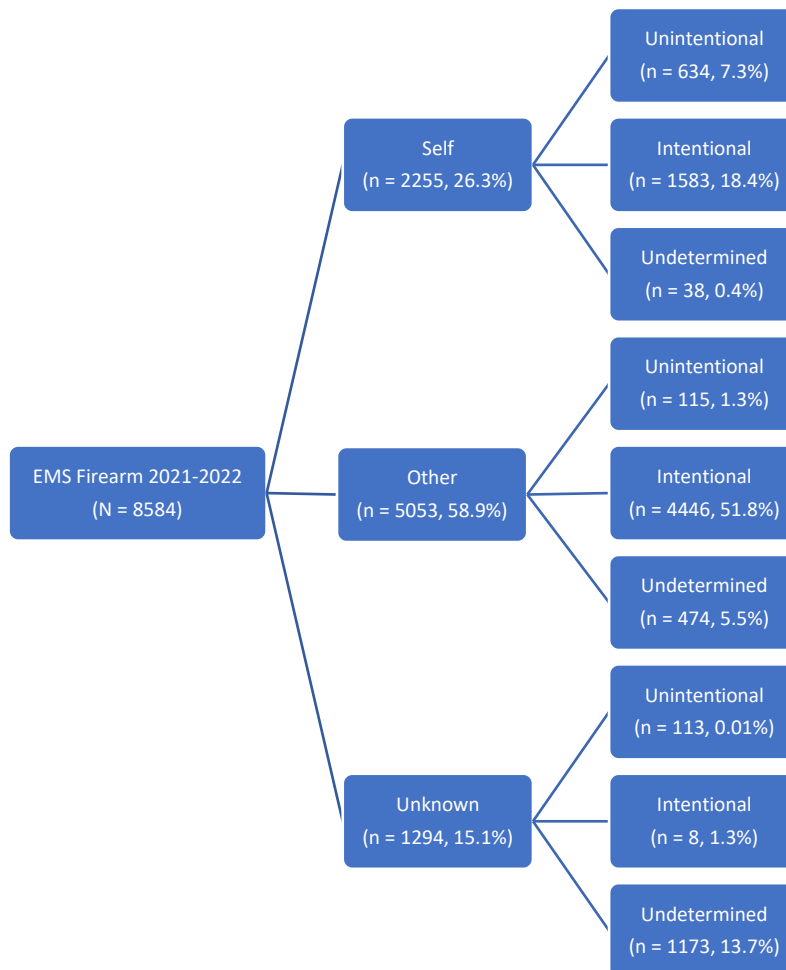 Unintentional
(n = 634, 7.3%)
Self
(n = 2255, 26.3%)
Intentional
(n = 1583, 18.4%)
Undetermined
(n = 38, 0.4%)
Unintentional
(n = 115, 1.3%)
EMS Firearm 2021-2022
(N = 8584)
Other
(n = 5053, 58.9%)
Intentional
(n = 4446, 51.8%)
Undetermined
(n = 474, 5.5%)
Unintentional
(n = 113, 0.01%)
Unknown
(n = 1294, 15.1%)
Intentional
(n = 8, 1.3%)
Undetermined
(n = 1173, 13.7%)